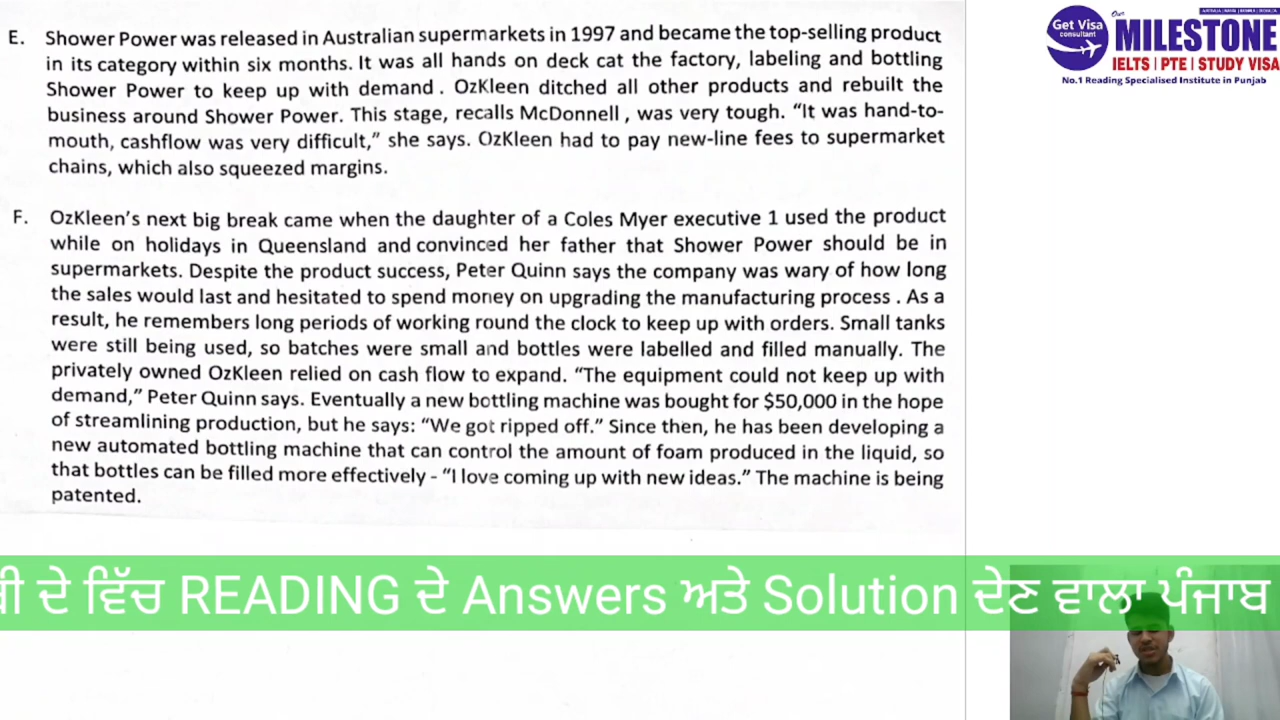 E. Shower Power was released in Australian supermarkets in 1997 and became the top-selling product
in its category within six months. It was all hands on deck cat the factory, labeling and bottling
Shower Power to keep up with demand . OzKleen ditched all other products and rebuilt the
business around Shower Power. This stage, recalls McDonnell , was very tough. “It was hand-to-
mouth, cashflow was very difficult,” she says. OzKleen had to pay new-line fees to supermarket
chains, which also squeezed margins.
F. OzKleen’s next big break came when the daughter of a Coles Myer executive 1 used the product
while on holidays in Queensland and convinced her father that Shower Power should be in
supermarkets. Despite the product success, Peter Quinn says the company was wary of how long
the sales would last and hesitated to spend money on upgrading the manufacturing process . As a
result, he remembers long periods of working round the clock to keep up with orders. Small tanks
were still being used, so batches were small and bottles were labelled and filled manually. The
privately owned OzKleen relied on cash flow to expand. “The equipment could not keep up with
demand,” Peter Quinn says. Eventually a new bottling machine was bought for $50,000 in the hope
of streamlining production, but he says: “We got ripped off.” Since then, he has been developing a
new automated bottling machine that can control the amount of foam produced in the liquid, so
that bottles can be filled more effectively - “I love coming up with new ideas.” The machine is being
patented.
Get Visa
consultant
Our
MILESTONE
IELTS | PTE | STUDY VISA
No.1 Reading Specialised Institute in Punjab
ਦੇ ਵਿੱਚ READING ਦੇ Answers ਅਤੇ Solution ਦੇਣ ਵਾਲਾ ਪੰਜਾਬ